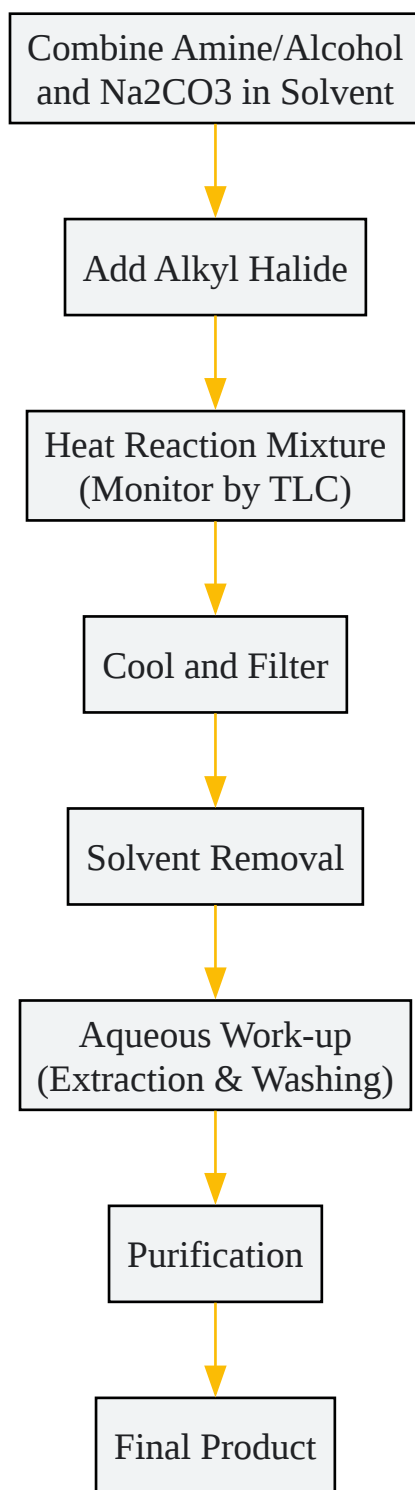 Combine Amine/Alcohol
and Na2CO3 in Solvent
Add Alkyl Halide
Heat Reaction Mixture
(Monitor by TLC)
Cool and Filter
Solvent Removal
Aqueous Work-up
(Extraction & Washing)
Purification
Final Product